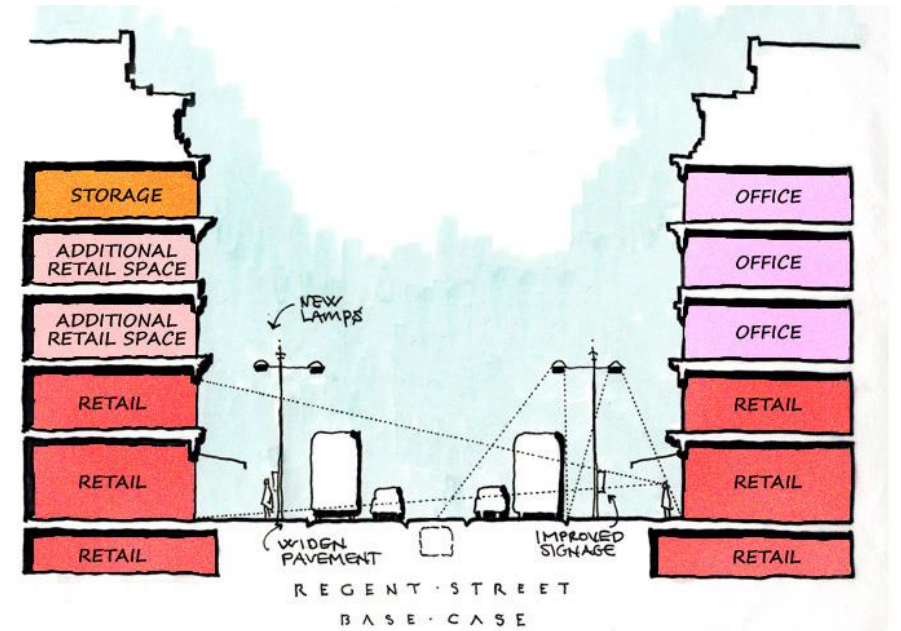 STORAGE
ADDITIONAL
RETAIL SPACE
ADDITIONAL
RETAIL SPACE
RETAIL
RETAIL
RETAIL
OFFICE
OFFICE
OFFICE
RETAIL
RETAIL
RETAIL
NEW
LAMPS
WIDEN
PAVEMENT
IMPROVED
SIGNAGE
REGENT · STREET
BASE · CASE